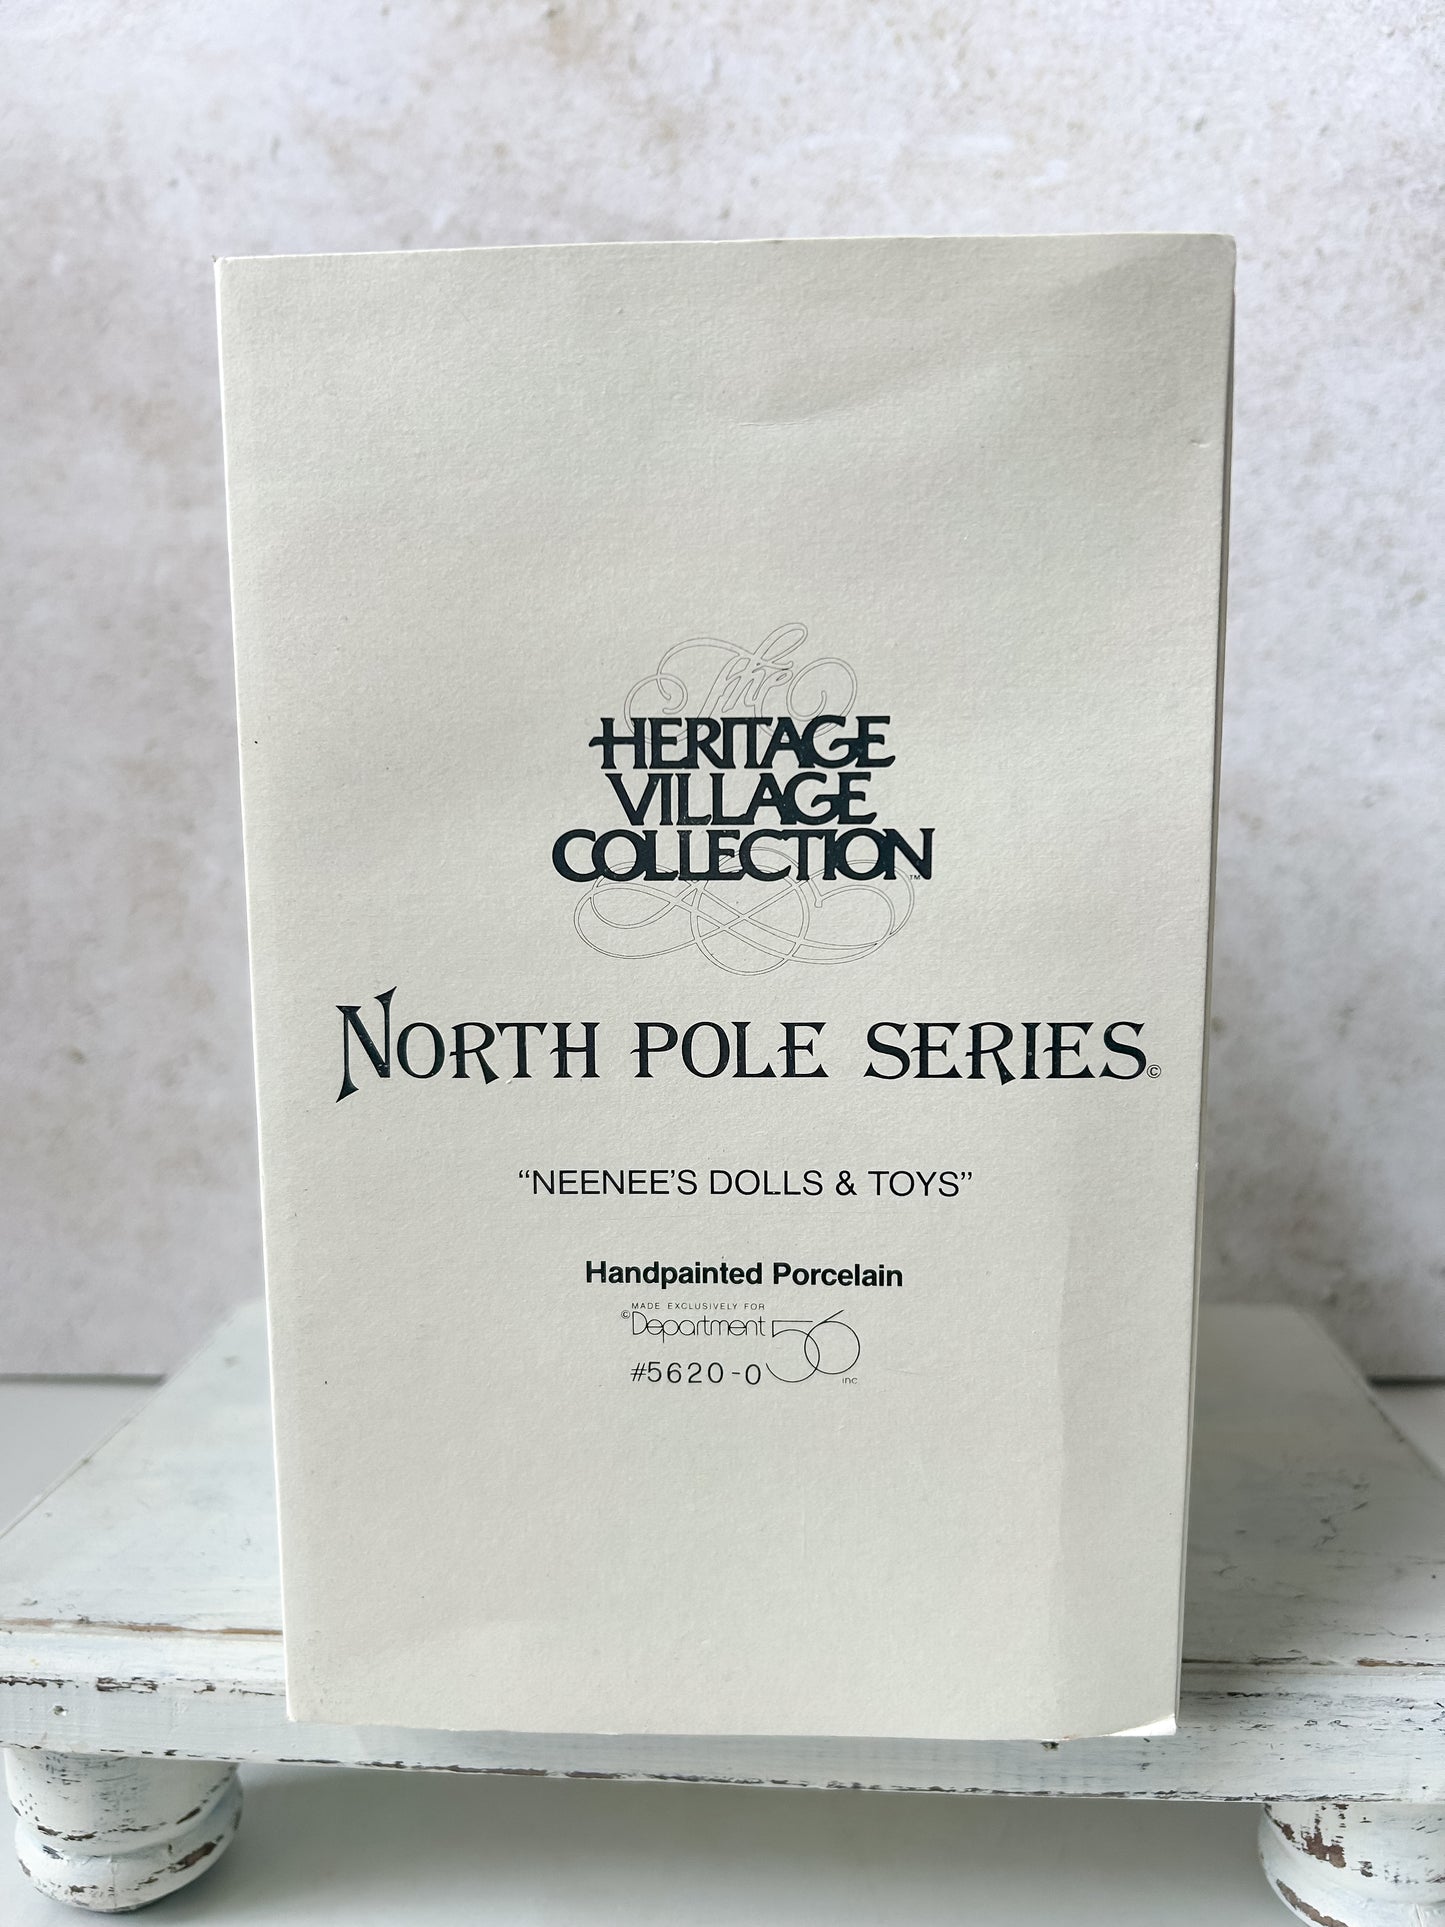 The
HERITAGE
VILLAGE
COLLECTION™
NORTH POLE SERIES©
“NEENEE’S DOLLS & TOYS”
Handpainted Porcelain
MADE EXCLUSIVELY FOR
©Department 56
#5620-0 inc.